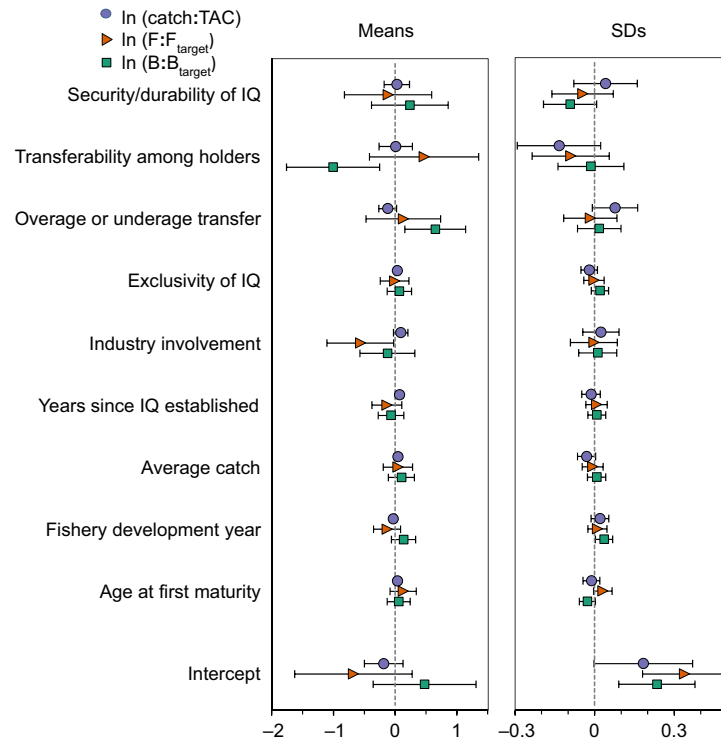 ln (catch:TAC)
ln (F:Ftarget)
ln (B:Btarget)
Means
SDs
Security/durability of IQ
Transferability among holders
Overage or underage transfer
Exclusivity of IQ
Industry involvement
Years since IQ established
Average catch
Fishery development year
Age at first maturity
Intercept
−2 −1 0 1 −0.3 0 0.3